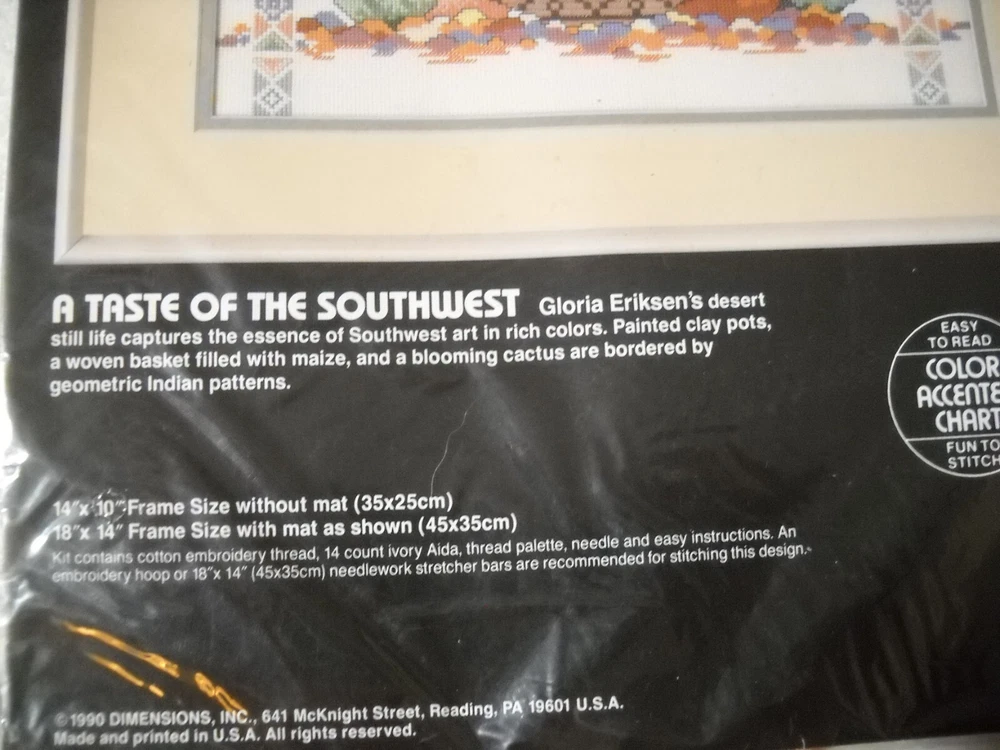 A TASTE OF THE SOUTHWEST Gloria Eriksen's desert
still life captures the essence of Southwest art in rich colors. Painted clay pots,
a woven basket filled with maize, and a blooming cactus are bordered by
geometric Indian patterns.
EASY
TO READ
COLOR
ACCENTE
CHART
FUN TO
STITCH
14"x 10" Frame Size without mat (35x25cm)
18"x 14" Frame Size with mat as shown (45x35cm)
Kit contains cotton embroidery thread, 14 count ivory Aida, thread palette, needle and easy instructions. An
embroidery hoop or 18"x 14" (45x35cm) needlework stretcher bars are recommended for stitching this design.
©1990 DIMENSIONS, INC., 641 McKnight Street, Reading, PA 19601 U.S.A.
Made and printed in U.S.A. All rights reserved.